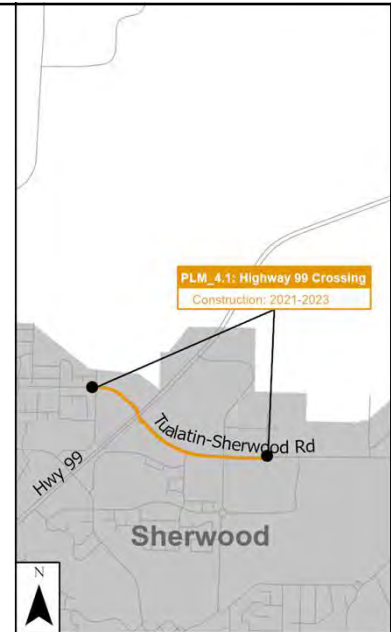 PLM_4.1: Highway 99 Crossing
Construction: 2021-2023
Tualatin-Sherwood Rd
Hwy 99
Sherwood
N